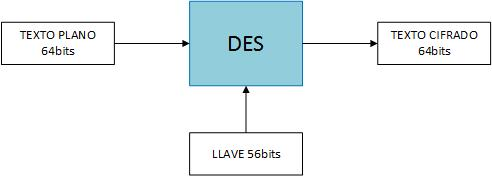 TEXTO PLANO
64bits
DES
TEXTO CIFRADO
64bits
LLAVE 56bits